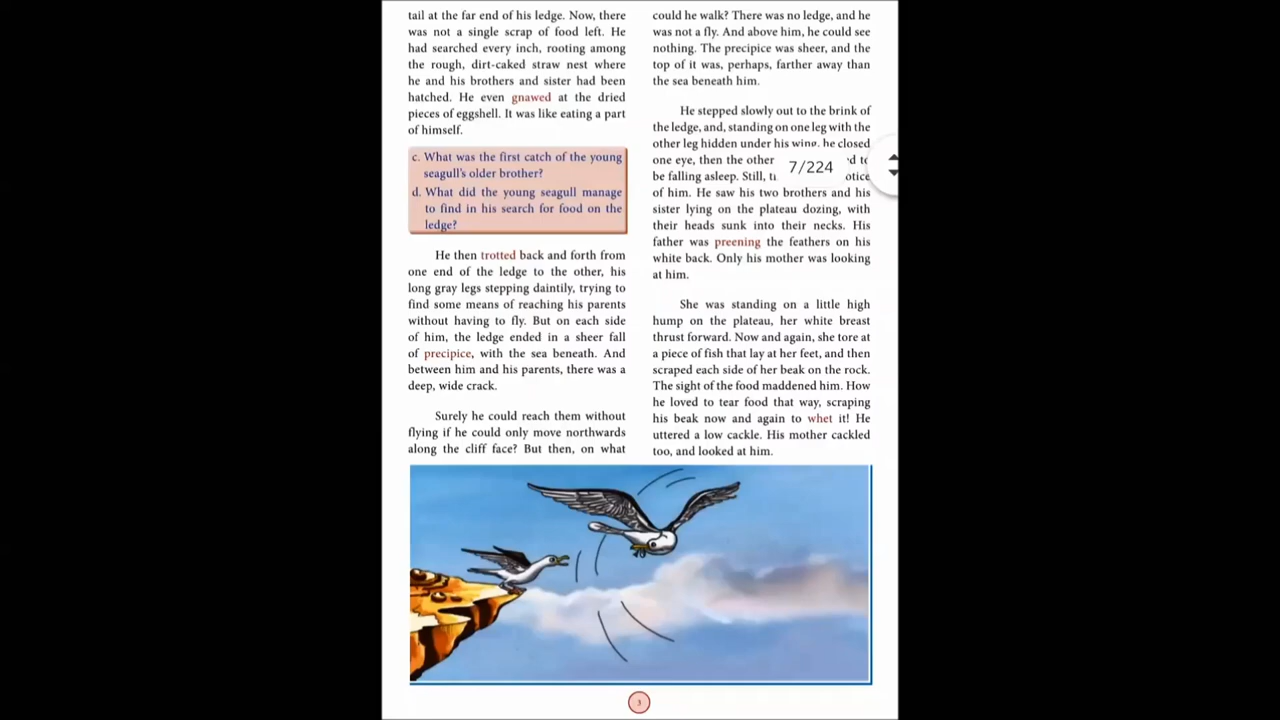 tail at the far end of his ledge. Now, there
was not a single scrap of food left. He
had searched every inch, rooting among
the rough, dirt-caked straw nest where
he and his brothers and sister had been
hatched. He even gnawed at the dried
pieces of eggshell. It was like eating a part
of himself.
c. What was the first catch of the young
seagull's older brother?
d. What did the young seagull manage
to find in his search for food on the
ledge?
He then trotted back and forth from
one end of the ledge to the other, his
long gray legs stepping daintily, trying to
find some means of reaching his parents
without having to fly. But on each side
of him, the ledge ended in a sheer fall
of precipice, with the sea beneath. And
between him and his parents, there was a
deep, wide crack.
Surely he could reach them without
flying if he could only move northwards
along the cliff face? But then, on what
could he walk? There was no ledge, and he
was not a fly. And above him, he could see
nothing. The precipice was sheer, and the
top of it was, perhaps, farther away than
the sea beneath him.
He stepped slowly out to the brink of
the ledge, and, standing on one leg with the
other leg hidden under his wing, he closed
one eye, then the other
be falling asleep. Still,
of him. He saw his two brothers and his
sister lying on the plateau dozing, with
their heads sunk into their necks. His
father was preening the feathers on his
white back. Only his mother was looking
at him.
She was standing on a little high
hump on the plateau, her white breast
thrust forward. Now and again, she tore at
a piece of fish that lay at her feet, and then
scraped each side of her beak on the rock.
The sight of the food maddened him. How
he loved to tear food that way, scraping
his beak now and again to whet it! He
uttered a low cackle. His mother cackled
too, and looked at him.
7/224
3